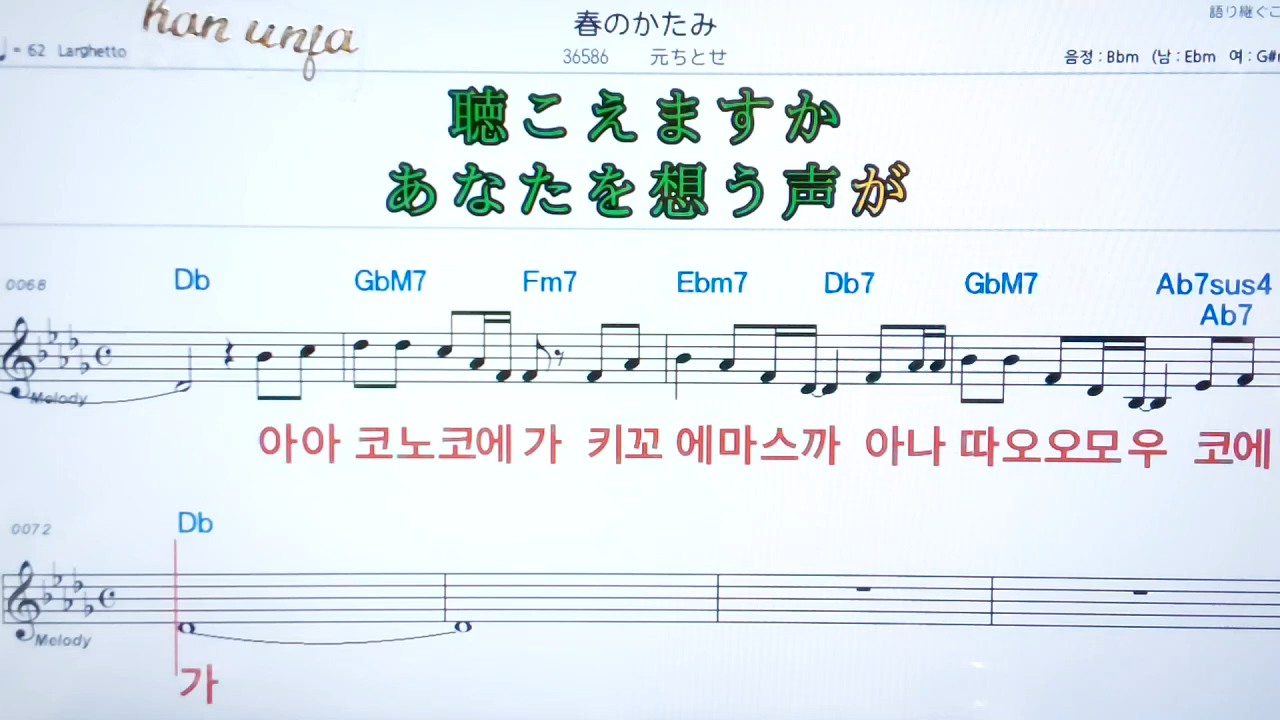 han unja
春のかたみ
語り継ぐこ
= 62 Larghetto
36586 元ちとせ
음정 : Bbm (남 : Ebm 여 : G#
聴こえますか
あなたを想う声が
0068 Db GbM7 Fm7 Ebm7 Db7 GbM7 Ab7sus4
Ab7
Melody
아아 코노코에 가 키꼬 에마스까 아나 따오오모우 코에
0072 Db
Melody
가